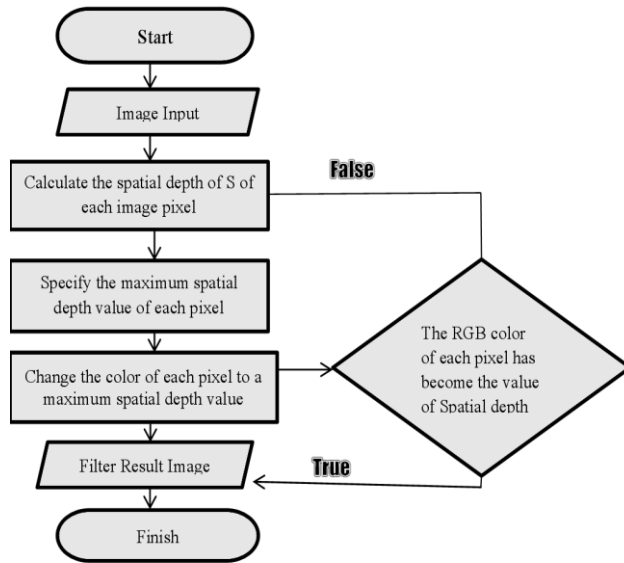 Start
Image Input
False
Calculate the spatial depth of S of
each image pixel
Specify the maximum spatial
depth value of each pixel
The RGB color
of each pixel has
become the value
of Spatial depth
Change the color of each pixel to a
maximum spatial depth value
Filter Result Image
True
Finish